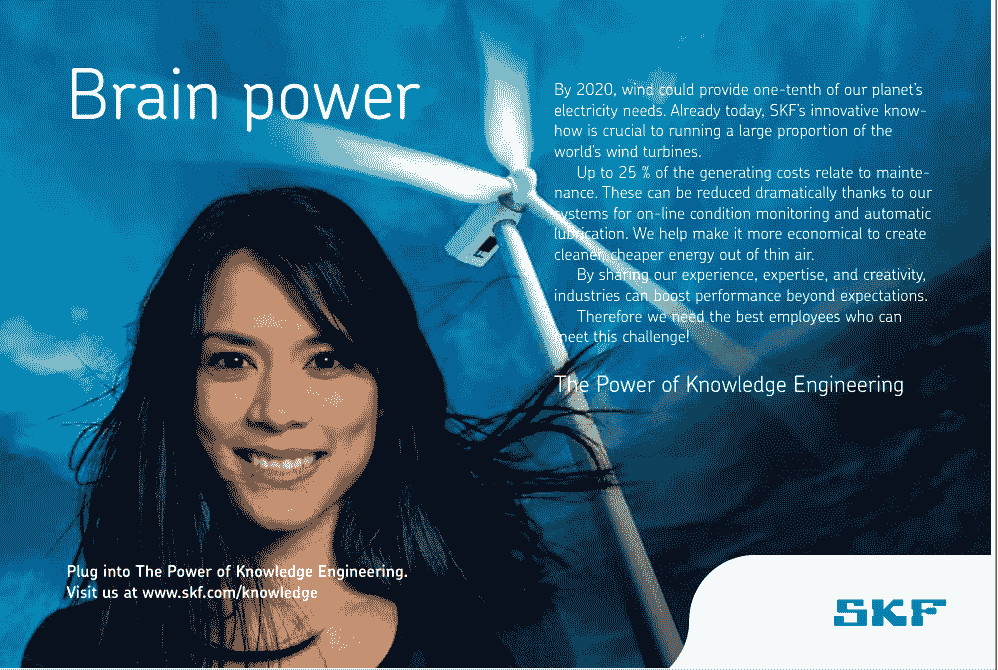 Brain power
By 2020, wind could provide one-tenth of our planet's
electricity needs. Already today, SKF's innovative know-
how is crucial to running a large proportion of the
world's wind turbines.
Up to 25 % of the generating costs relate to mainte-
nance. These can be reduced dramatically thanks to our
systems for on-line condition monitoring and automatic
lubrication. We help make it more economical to create
cleaner, cheaper energy out of thin air.
By sharing our experience, expertise, and creativity,
industries can boost performance beyond expectations.
Therefore we need the best employees who can
meet this challenge!
The Power of Knowledge Engineering
Plug into The Power of Knowledge Engineering.
Visit us at www.skf.com/knowledge
SKF